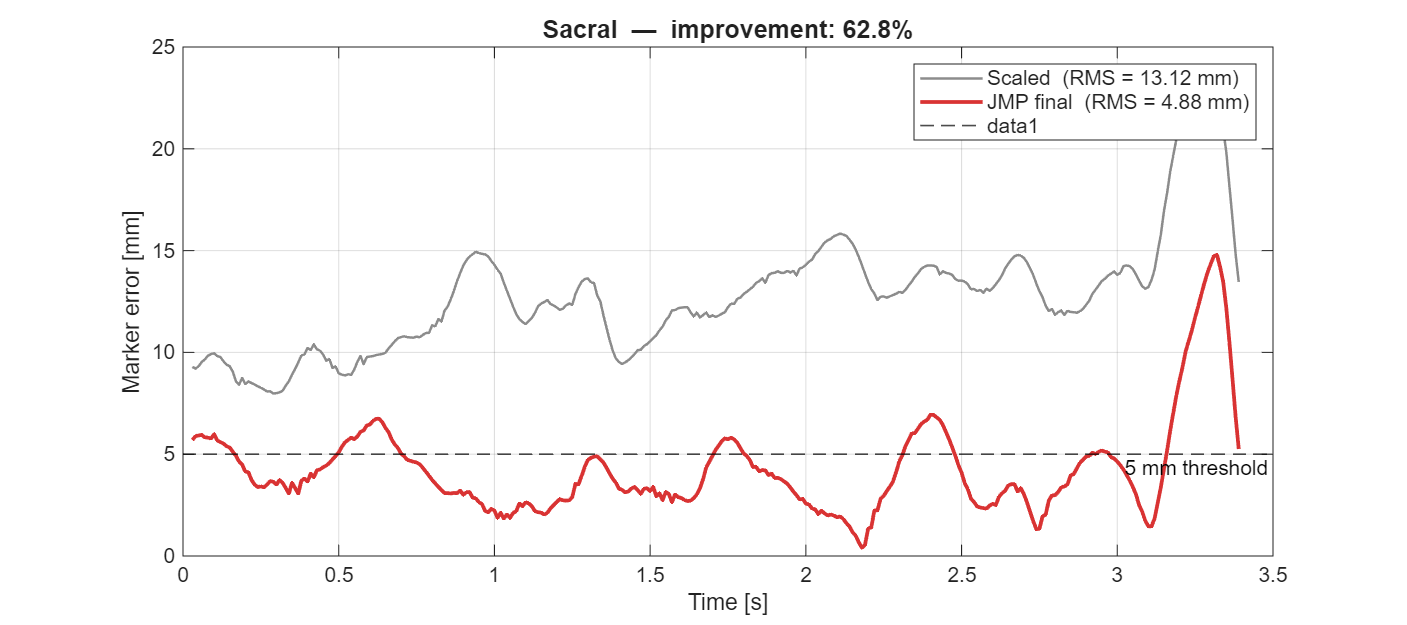 Sacral — improvement: 62.8%
25
20
15
10
5
0
Marker error [mm]
Scaled (RMS = 13.12 mm)
JMP final (RMS = 4.88 mm)
data1
5 mm threshold
0 0.5 1 1.5 2 2.5 3 3.5
Time [s]